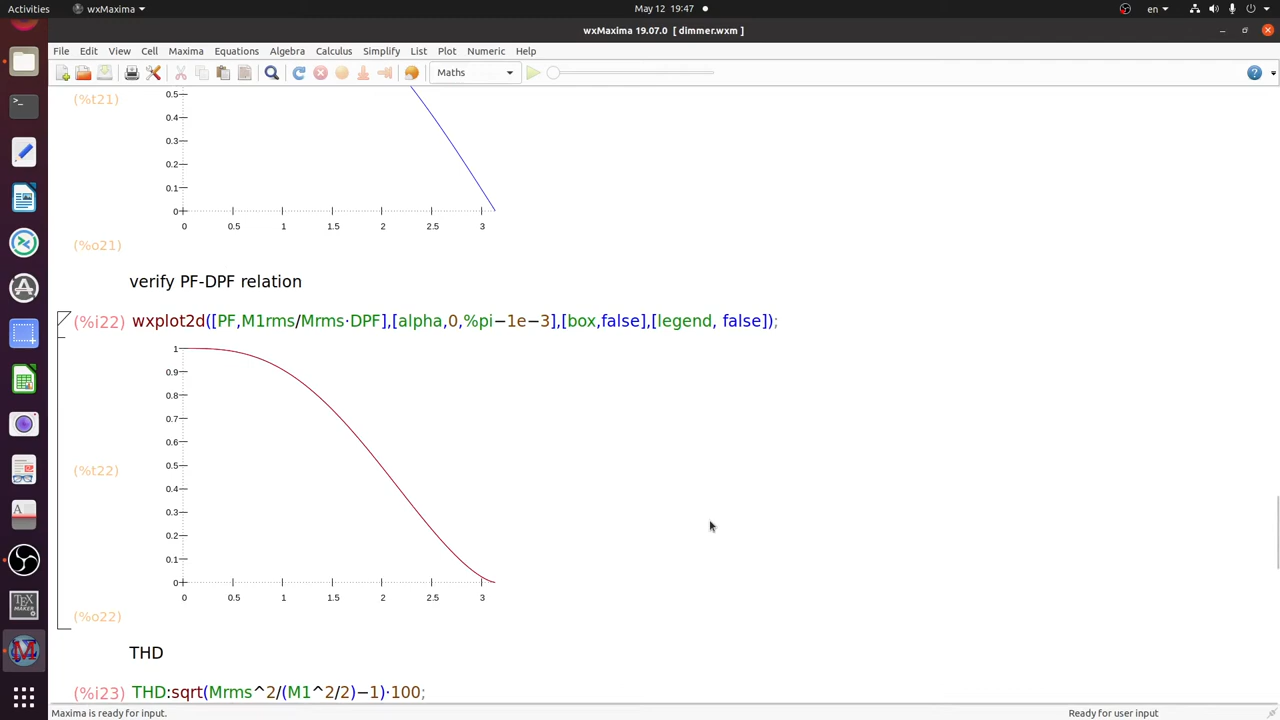 Activities
wxMaxima
May 12 19:47
en
wxMaxima 19.07.0 [ dimmer.wxm ]
File Edit View Cell Maxima Equations Algebra Calculus Simplify List Plot Numeric Help
Maths
(%t21)
0.5
0.4
0.3
0.2
0.1
0
0 0.5 1 1.5 2 2.5 3
(%o21)
verify PF-DPF relation
(%i22) wxplot2d([PF,M1rms/Mrms·DPF],[alpha,0,%pi−1e−3],[box,false],[legend, false]);
1
0.9
0.8
0.7
0.6
(%t22)
0.5
0.4
0.3
0.2
0.1
0
0 0.5 1 1.5 2 2.5 3
(%o22)
THD
(%i23) THD:sqrt(Mrms^2/(M1^2/2)−1)·100;
Maxima is ready for input.
Ready for user input